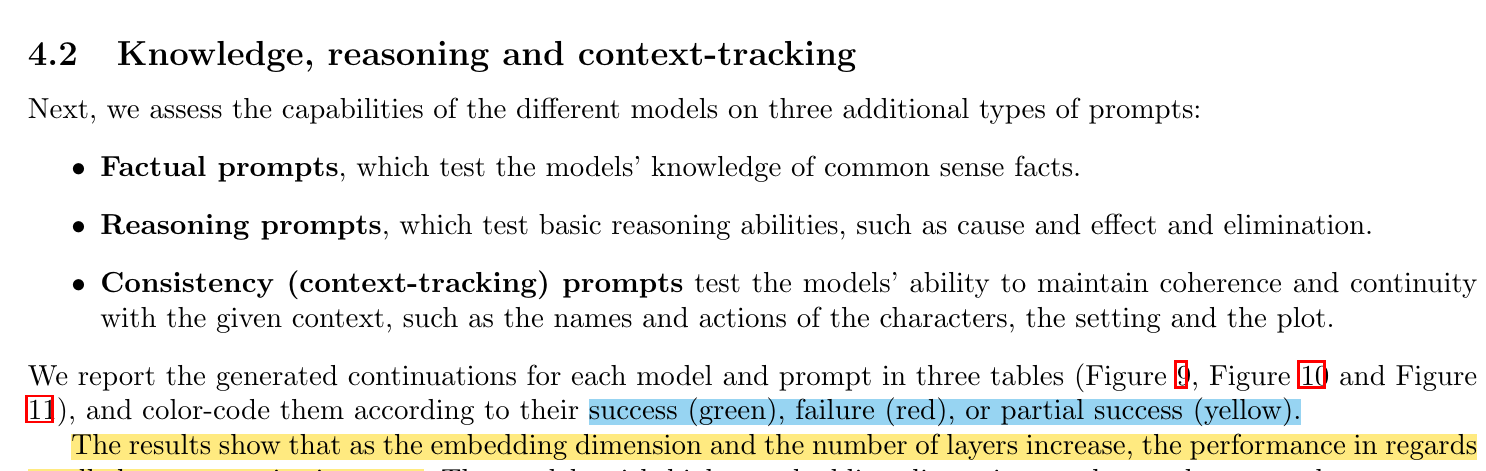 4.2 Knowledge, reasoning and context-tracking
Next, we assess the capabilities of the different models on three additional types of prompts:
• Factual prompts, which test the models' knowledge of common sense facts.
• Reasoning prompts, which test basic reasoning abilities, such as cause and effect and elimination.
• Consistency (context-tracking) prompts test the models' ability to maintain coherence and continuity
with the given context, such as the names and actions of the characters, the setting and the plot.
We report the generated continuations for each model and prompt in three tables (Figure 9, Figure 10 and Figure
11), and color-code them according to their success (green), failure (red), or partial success (yellow).
The results show that as the embedding dimension and the number of layers increase, the performance in regards